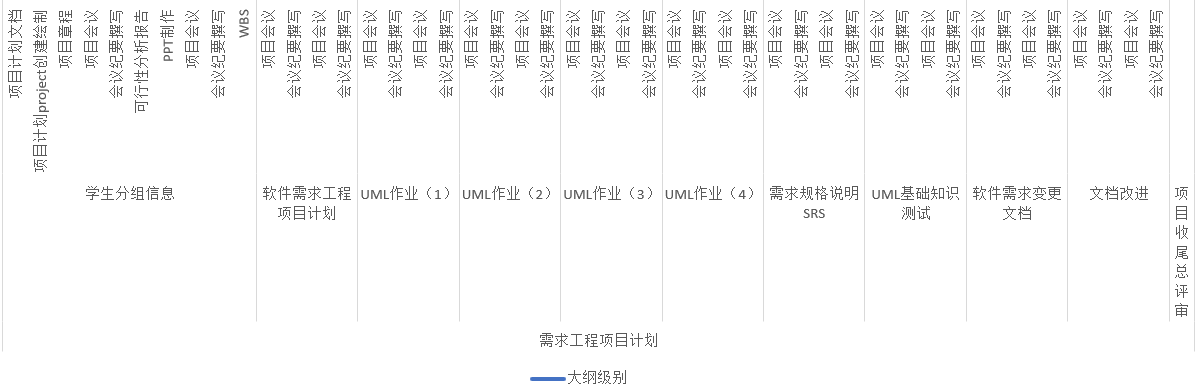 项目计划文档
项目计划project创建绘制
项目章程
项目会议
会议纪要撰写
可行性分析报告
PPT制作
项目会议
会议纪要撰写
WBS
项目会议
会议纪要撰写
项目会议
会议纪要撰写
项目会议
会议纪要撰写
项目会议
会议纪要撰写
项目会议
会议纪要撰写
项目会议
会议纪要撰写
项目会议
会议纪要撰写
项目会议
会议纪要撰写
项目会议
会议纪要撰写
项目会议
会议纪要撰写
项目会议
会议纪要撰写
项目会议
会议纪要撰写
项目会议
会议纪要撰写
项目会议
会议纪要撰写
项目会议
会议纪要撰写
项目会议
会议纪要撰写
项目会议
会议纪要撰写
项目会议
会议纪要撰写
学生分组信息
软件需求工程
项目计划
UML作业（1）
UML作业（2）
UML作业（3）
UML作业（4）
需求规格说明
SRS
UML基础知识
测试
软件需求变更
文档
文档改进
项目收尾总评审
需求工程项目计划
大纲级别